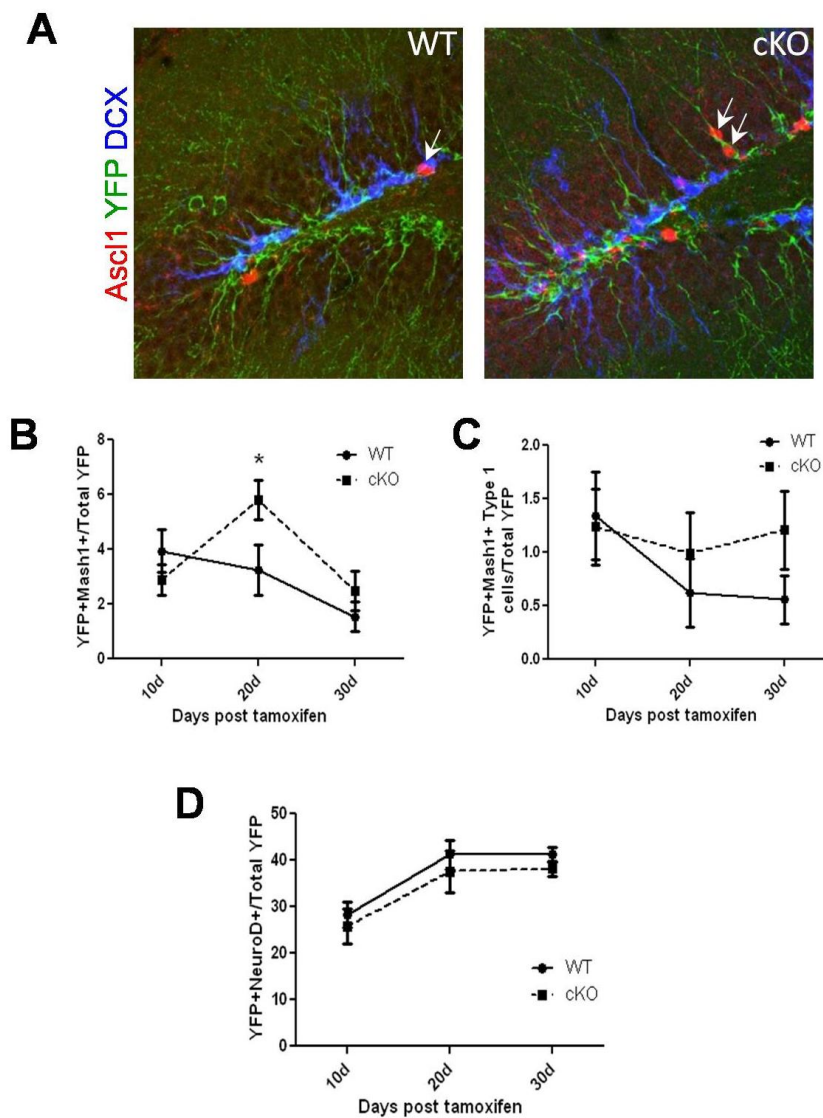 A
WT
cKO
Ascl1 YFP DCX
B
YFP+Mash1+/Total YFP
8
6
4
2
0
*
WT
cKO
10d
20d
30d
Days post tamoxifen
C
YFP+Mash1+ Type 1
cells/Total YFP
2.0
1.5
1.0
0.5
0.0
WT
cKO
10d
20d
30d
Days post tamoxifen
D
YFP+NeuroD+/Total YFP
50
40
30
20
10
0
WT
cKO
10d
20d
30d
Days post tamoxifen